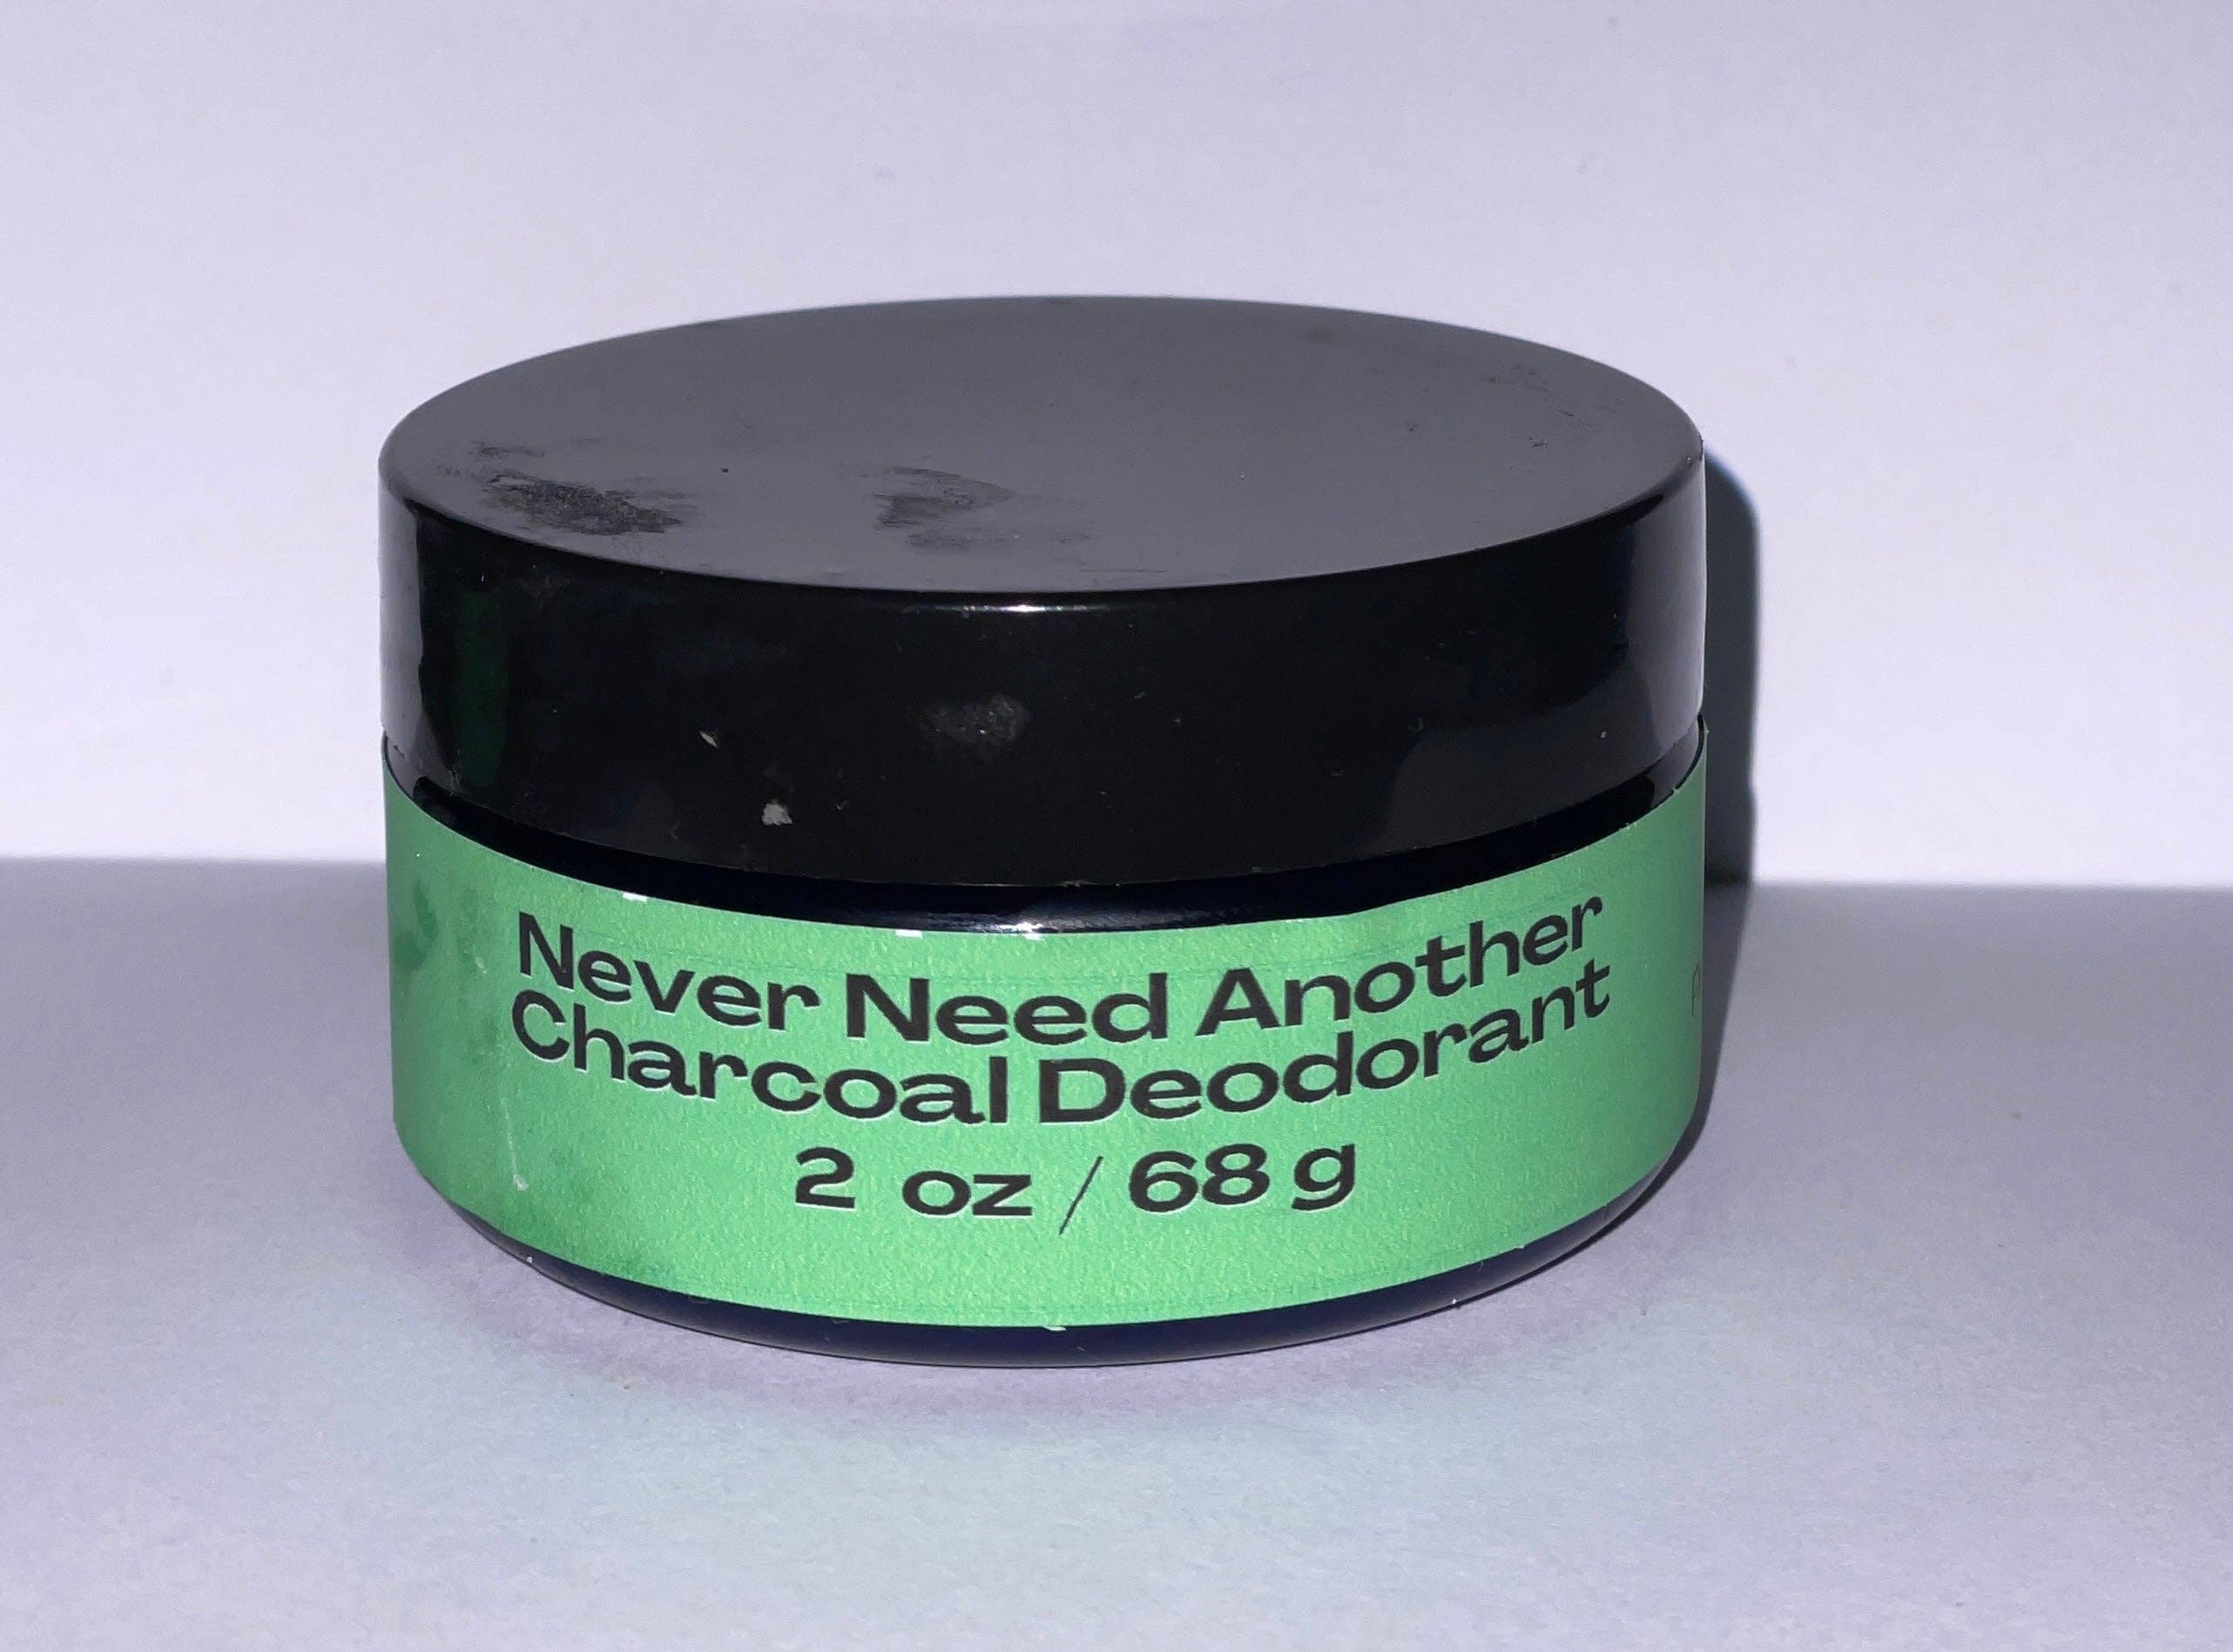 Never Need Another
Charcoal Deodorant
2 oz / 68 g